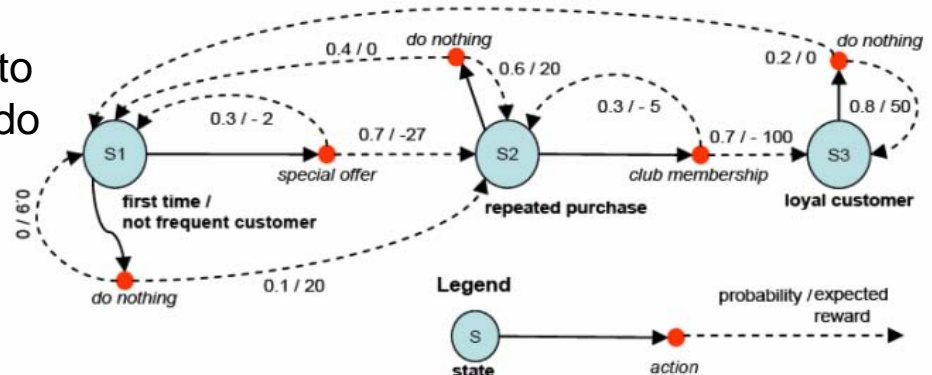 to
do
do nothing
do nothing
0.4 / 0
0.6 / 20
0.2 / 0
0.3 / - 2
0.3 / - 5
0.8 / 50
0.7 / -27
0.7 / - 100
S1
S2
S3
special offer
club membership
first time /
not frequent customer
repeated purchase
loyal customer
0.9 / 0
do nothing
0.1 / 20
Legend
probability / expected
reward
S
state
action